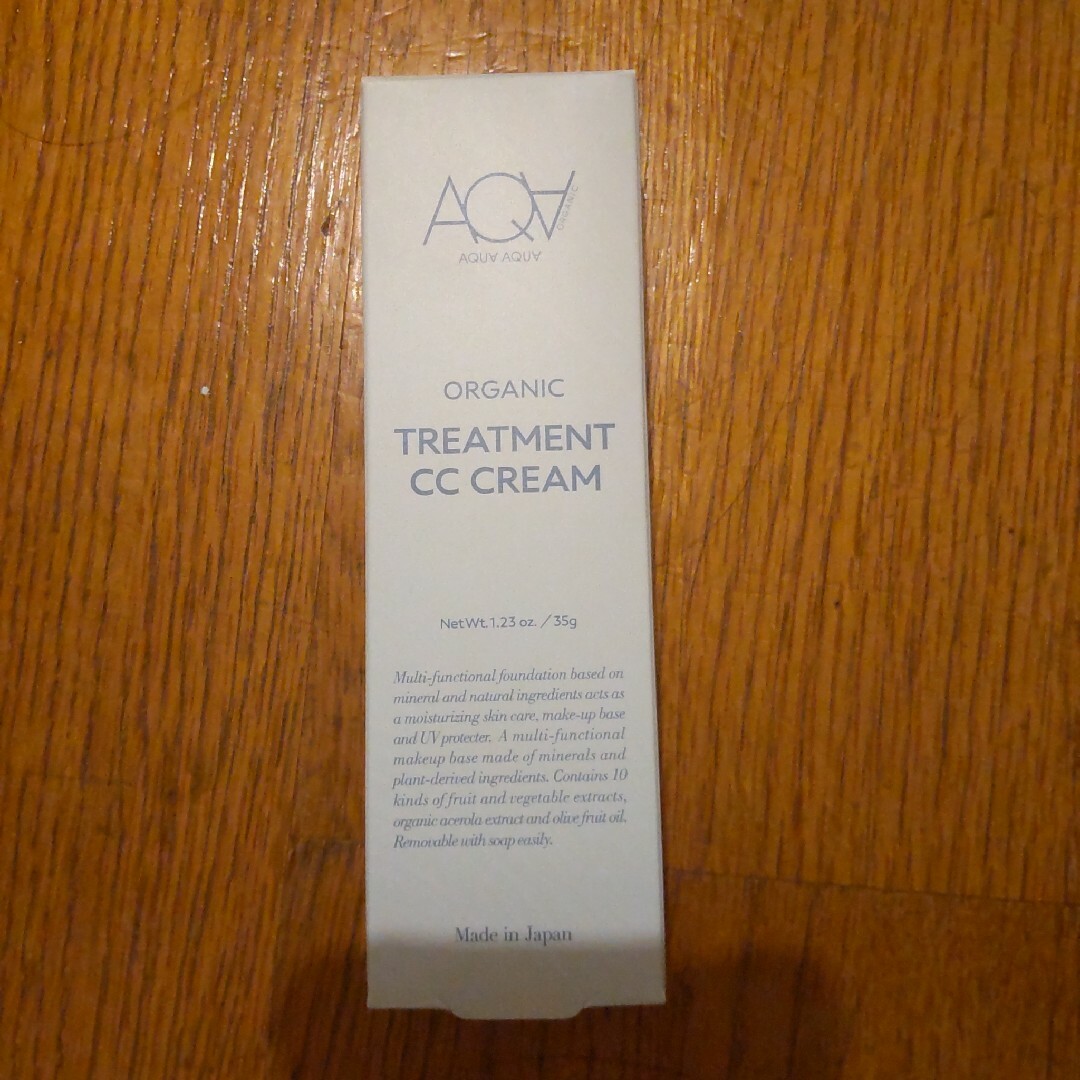 AQ∀
ORGANIC
AQU∀ AQU∀
ORGANIC
TREATMENT
CC CREAM
NetWt.1.23 oz. /35g
Multi-functional foundation based on
mineral and natural ingredients acts as
a moisturizing skin care, make-up base
and UV protecter. A multi-functional
makeup base made of minerals and
plant-derived ingredients. Contains 10
kinds of fruit and vegetable extracts,
organic acerola extract and olive fruit oil.
Removable with soap easily.
Made in Japan